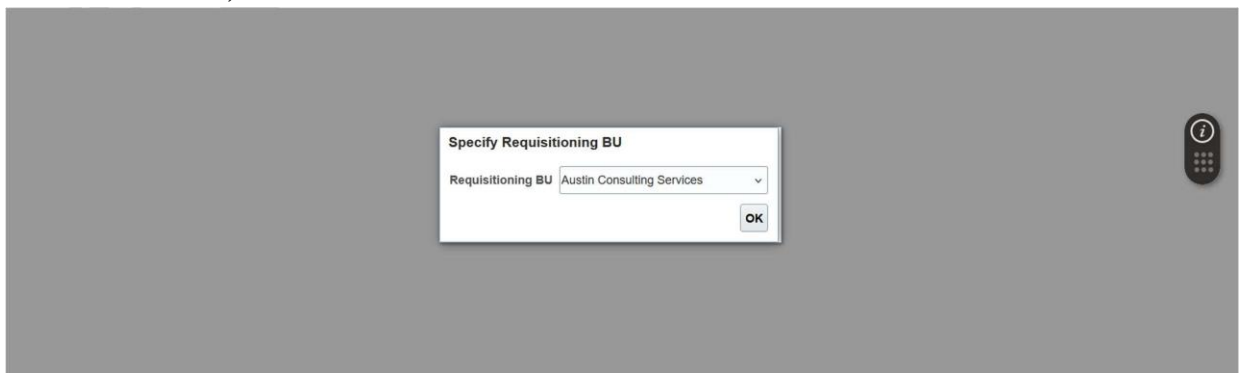 Specify Requisitioning BU
Requisitioning BU Austin Consulting Services
OK